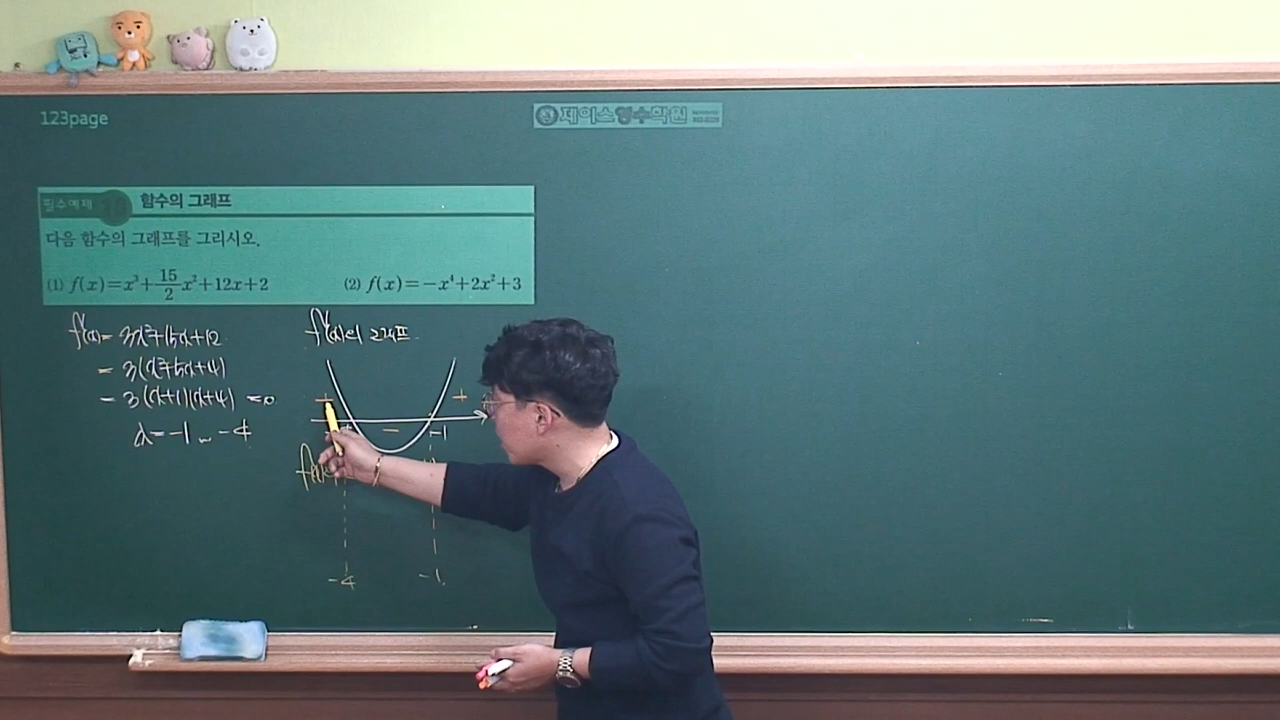 123page
제이스영수학원
필수예제 함수의 그래프
다음 함수의 그래프를 그리시오.
(1) f(x)=x³+15/2x²+12x+2 (2) f(x)=-x⁴+2x²+3
f'(x)= 3x²+15x+12
= 3(x²+5x+4)
= 3(x+1)(x+4) =0
x=-1 or -4
f'(x)의 그래프
+ - +
-1
-4 -1